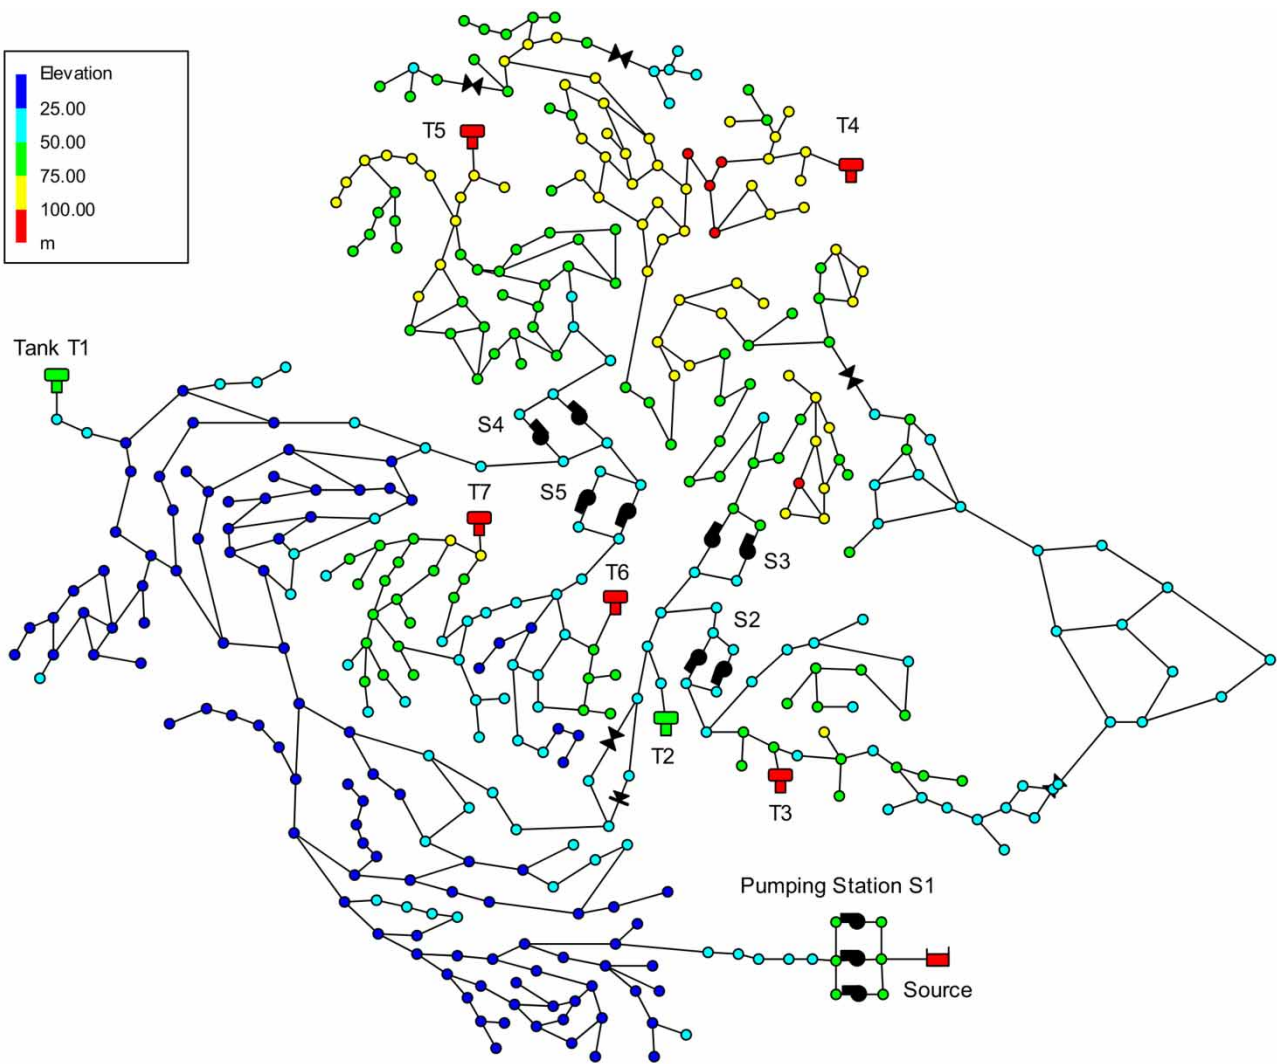 Elevation
25.00
50.00
75.00
100.00
m
T5
T4
Tank T1
S4
S5
T7
S3
T6
S2
T2
T3
Pumping Station S1
Source